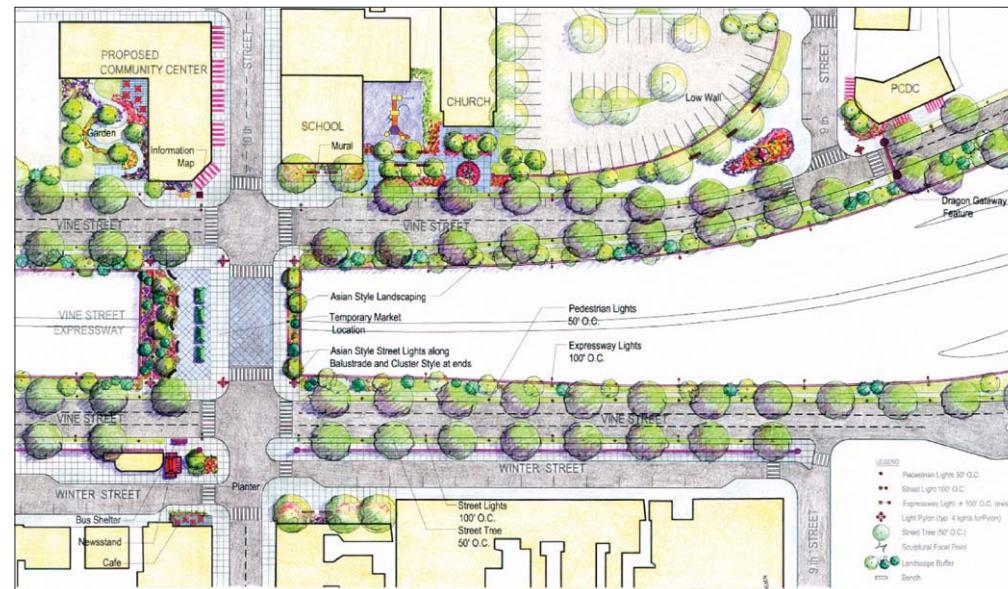 PROPOSED
COMMUNITY CENTER
Garden
Information
Map
10th STREET
SCHOOL
Mural
CHURCH
Low Wall
9th STREET
PCDC
Dragon Gateway
Feature
VINE STREET
VINE STREET
VINE STREET
EXPRESSWAY
Asian Style Landscaping
Temporary Market
Location
Asian Style Street Lights along
Balustrade and Cluster Style at ends
Pedestrian Lights
50' O.C.
Expressway Lights
100' O.C.
VINE STREET
VINE STREET
WINTER STREET
WINTER STREET
Planter
Bus Shelter
Newsstand
Cafe
Street Lights
100' O.C.
Street Tree
50' O.C.
9th STREET
LEGEND
Pedestrian Lights 50' O.C.
Street Light 100' O.C.
Expressway Light
100' O.C.
Light Pylon (typ. 4 lights forPylon)
Street Tree (50' O.C.)
Sculptural Focal Point
Landscape Buffer
Bench